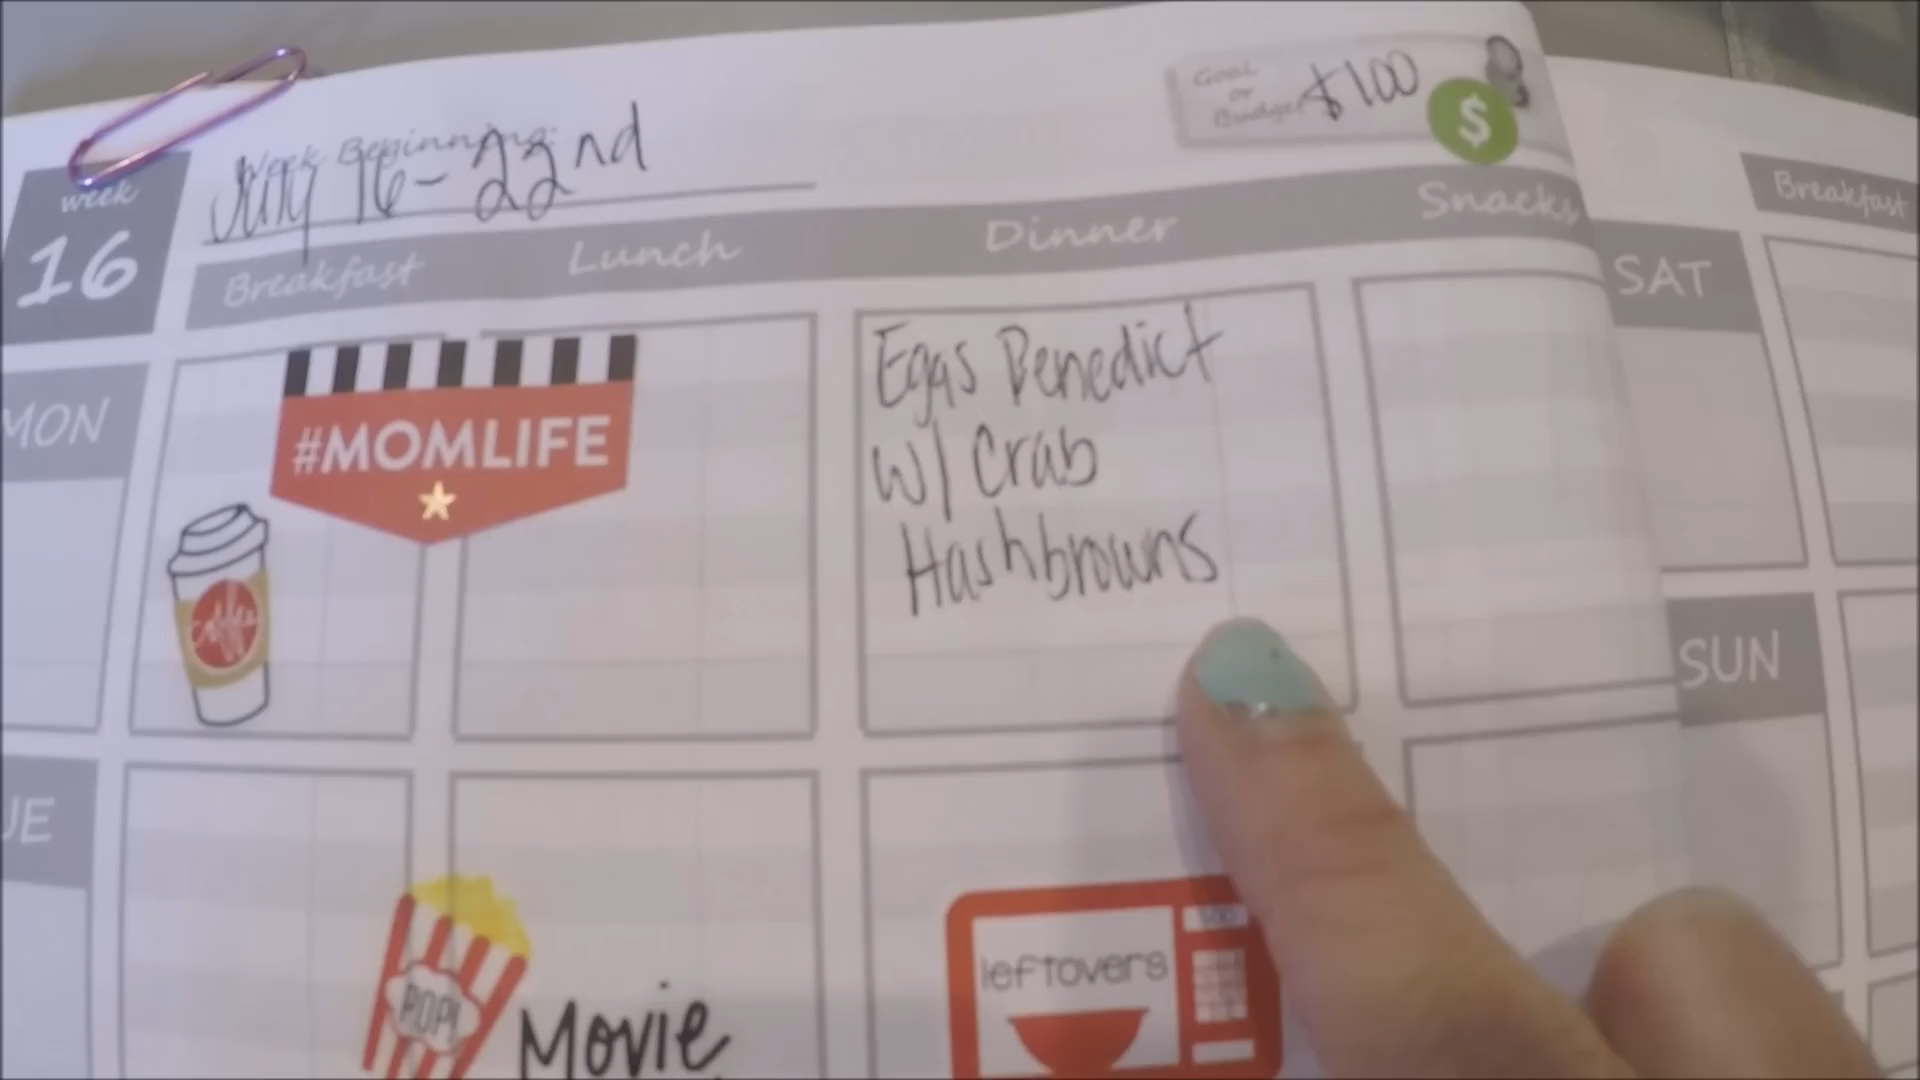 Goal
or
Budget $100
$
Week Beginning:
July 16-22nd
week
16
Breakfast Lunch Dinner Snacks
Breakfast
SAT
MON
#MOMLIFE
Eggs Benedict
w/ Crab
Hashbrowns
coffee
SUN
UE
POP!
Movie
leftovers